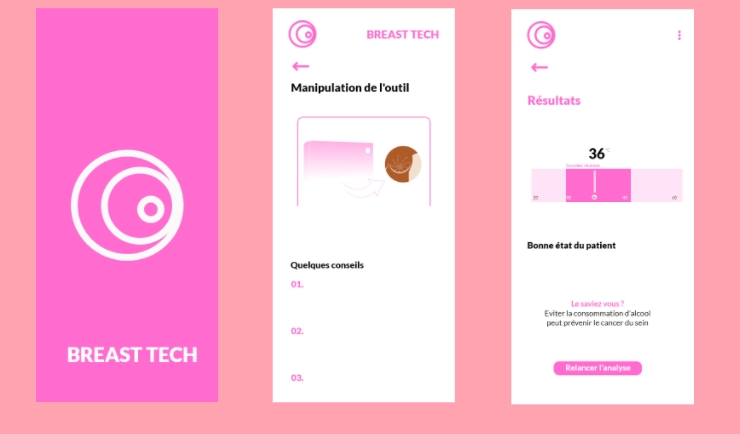 BREAST TECH
BREAST TECH
Manipulation de l'outil
Quelques conseils
01.
02.
03.
Résultats
36
Bonne état du patient
Le saviez vous ?
Eviter la consommation d'alcool
peut prévenir le cancer du sein
Relancer l'analyse